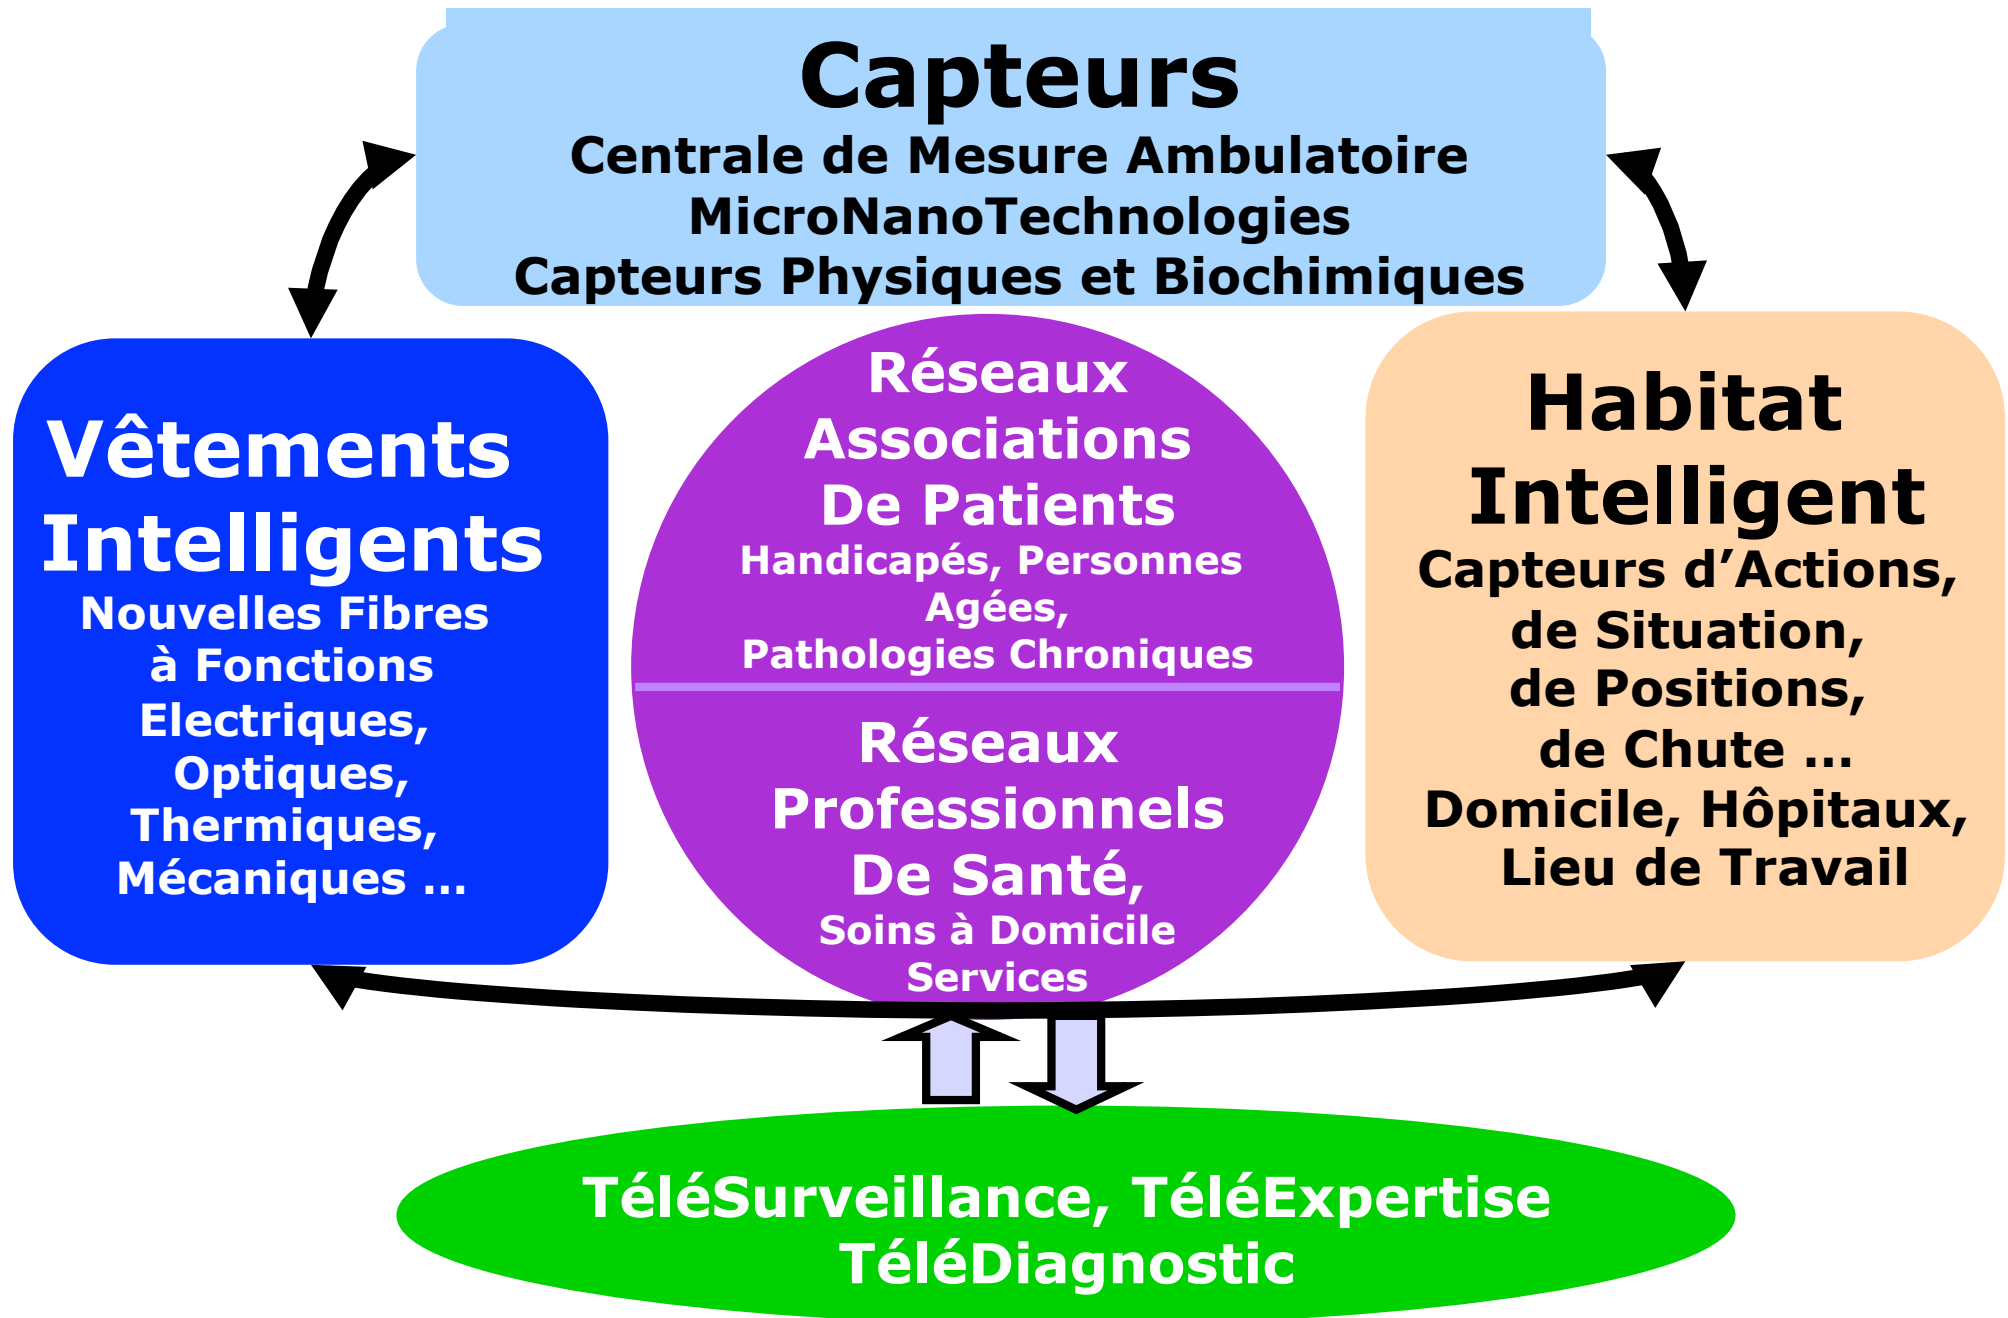 Capteurs
Centrale de Mesure Ambulatoire
MicroNanoTechnologies
Capteurs Physiques et Biochimiques
Vêtements
Intelligents
Nouvelles Fibres
à Fonctions
Electriques,
Optiques,
Thermiques,
Mécaniques …
Réseaux
Associations
De Patients
Handicapés, Personnes
Agées,
Pathologies Chroniques
Réseaux
Professionnels
De Santé,
Soins à Domicile
Services
Habitat
Intelligent
Capteurs d’Actions,
de Situation,
de Positions,
de Chute …
Domicile, Hôpitaux,
Lieu de Travail
TéléSurveillance, TéléExpertise
TéléDiagnostic